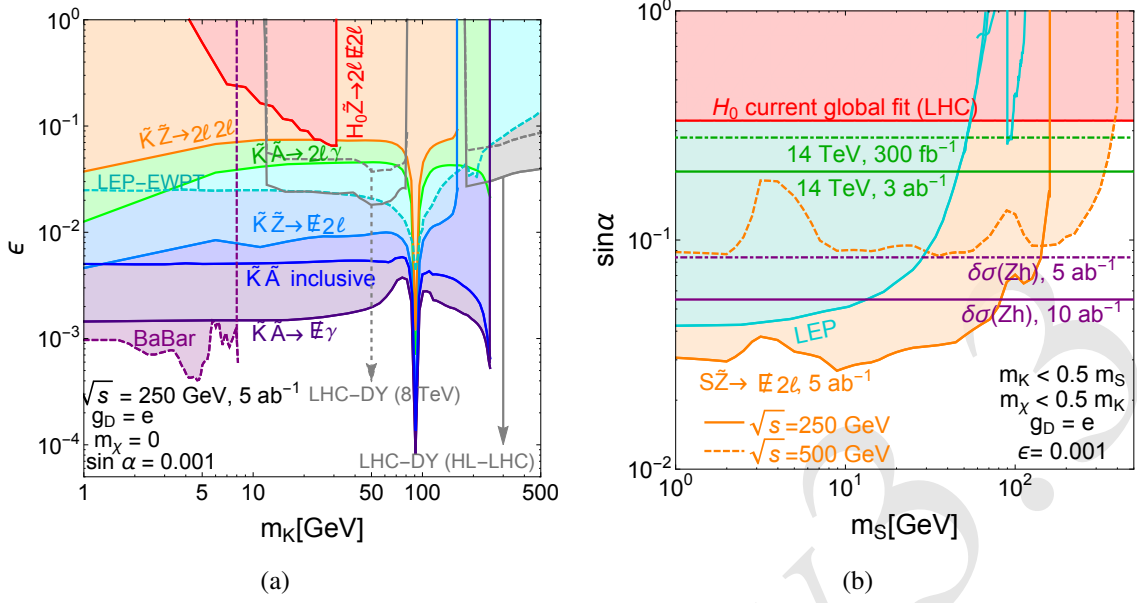 10^0
10^-1
10^-2
10^-3
10^-4
ϵ
K̃Z̃→2ℓ2ℓ
H_0Z̃→2ℓE̸2ℓ
K̃Ã→2ℓγ
LEP-EWPT
K̃Z̃→E̸2ℓ
K̃Ã inclusive
K̃Ã→E̸γ
BaBar
√s = 250 GeV, 5 ab^-1
g_D = e
m_χ = 0
sin α = 0.001
LHC-DY (8 TeV)
LHC-DY (HL-LHC)
1 5 10 50 100 500
m_K[GeV]
(a)
10^0
10^-1
10^-2
sinα
H_0 current global fit (LHC)
14 TeV, 300 fb^-1
14 TeV, 3 ab^-1
δσ(Zh), 5 ab^-1
δσ(Zh), 10 ab^-1
LEP
SZ̃→ E̸ 2ℓ, 5 ab^-1
√s=250 GeV
√s=500 GeV
m_K < 0.5 m_S
m_χ < 0.5 m_K
g_D = e
ϵ= 0.001
10^0 10^1 10^2
m_S[GeV]
(b)
3.3